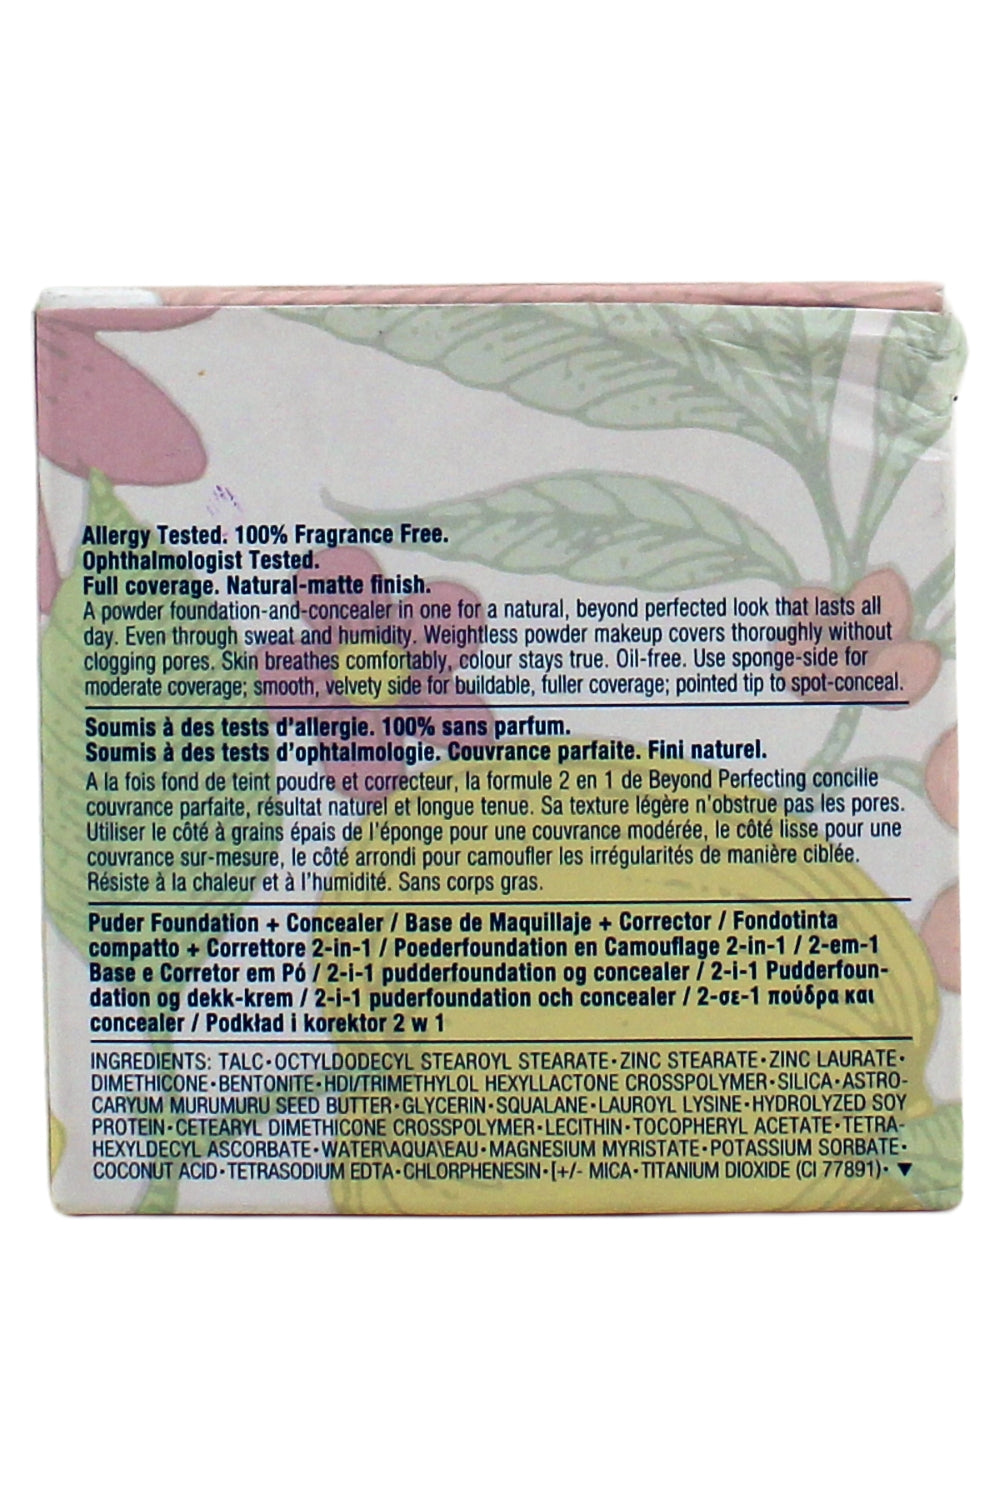 Allergy Tested. 100% Fragrance Free.
Ophthalmologist Tested.
Full coverage. Natural-matte finish.
A powder foundation-and-concealer in one for a natural, beyond perfected look that lasts all
day. Even through sweat and humidity. Weightless powder makeup covers thoroughly without
clogging pores. Skin breathes comfortably, colour stays true. Oil-free. Use sponge-side for
moderate coverage; smooth, velvety side for buildable, fuller coverage; pointed tip to spot-conceal.
Soumis à des tests d'allergie. 100% sans parfum.
Soumis à des tests d'ophtalmologie. Couvrance parfaite. Fini naturel.
A la fois fond de teint poudre et correcteur, la formule 2 en 1 de Beyond Perfecting concilie
couvrance parfaite, résultat naturel et longue tenue. Sa texture légère n'obstrue pas les pores.
Utiliser le côté à grains épais de l'éponge pour une couvrance modérée, le côté lisse pour une
couvrance sur-mesure, le côté arrondi pour camoufler les irrégularités de manière ciblée.
Résiste à la chaleur et à l'humidité. Sans corps gras.
Puder Foundation + Concealer / Base de Maquillaje + Corrector / Fondotinta
compatto + Correttore 2-in-1 / Poederfoundation en Camouflage 2-in-1 / 2-em-1
Base e Corretor em Pó / 2-i-1 pudderfoundation og concealer / 2-i-1 Pudderfoun-
dation og dekk-krem / 2-i-1 puderfoundation och concealer / 2-σε-1 πούδρα και
concealer / Podkład i korektor 2 w 1
INGREDIENTS: TALC•OCTYLDODECYL STEAROYL STEARATE•ZINC STEARATE•ZINC LAURATE•
DIMETHICONE•BENTONITE•HDI/TRIMETHYLOL HEXYLLACTONE CROSSPOLYMER•SILICA•ASTRO-
CARYUM MURUMURU SEED BUTTER•GLYCERIN•SQUALANE•LAUROYL LYSINE•HYDROLYZED SOY
PROTEIN•CETEARYL DIMETHICONE CROSSPOLYMER•LECITHIN•TOCOPHERYL ACETATE•TETRA-
HEXYLDECYL ASCORBATE•WATER\AQUA\EAU•MAGNESIUM MYRISTATE•POTASSIUM SORBATE•
COCONUT ACID•TETRASODIUM EDTA•CHLORPHENESIN•[+/- MICA•TITANIUM DIOXIDE (CI 77891)• ▼